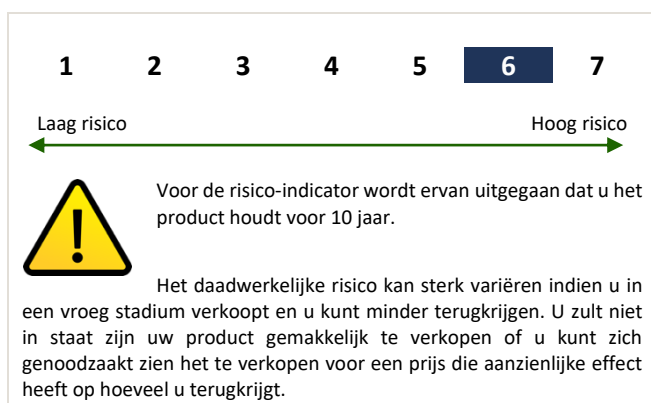 1 2 3 4 5 6 7
Laag risico Hoog risico
Voor de risico-indicator wordt ervan uitgegaan dat u het
product houdt voor 10 jaar.
Het daadwerkelijke risico kan sterk variëren indien u in
een vroeg stadium verkoopt en u kunt minder terugkrijgen. U zult niet
in staat zijn uw product gemakkelijk te verkopen of u kunt zich
genoodzaakt zien het te verkopen voor een prijs die aanzienlijke effect
heeft op hoeveel u terugkrijgt.